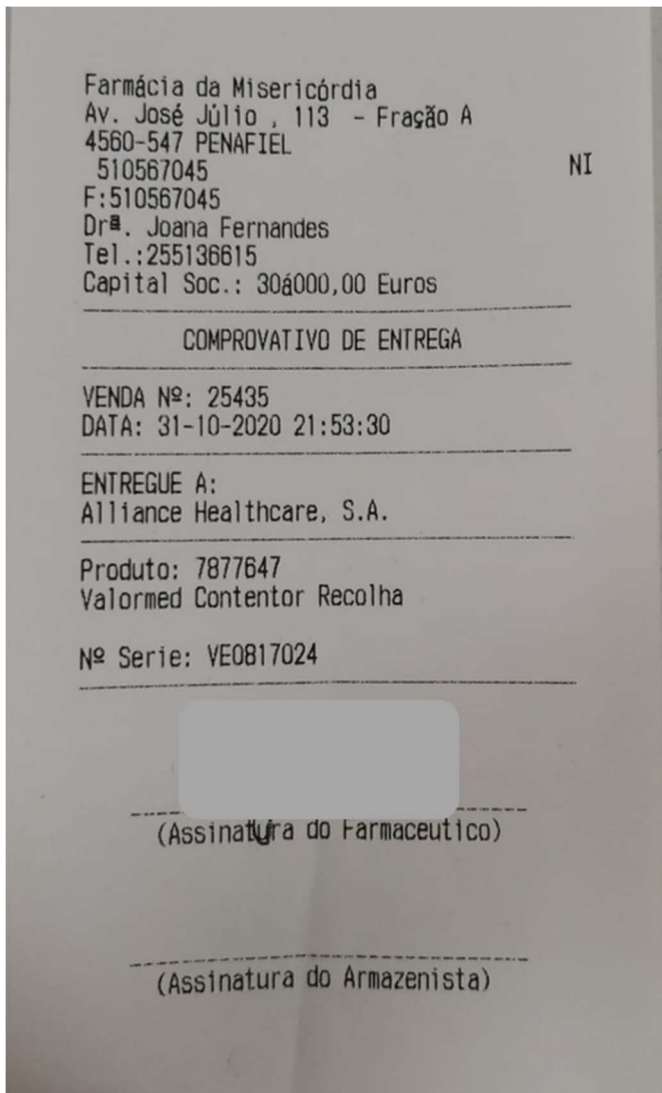 Farmácia da Misericórdia
Av. José Júlio , 113 - Fração A
4560-547 PENAFIEL
510567045 NI
F:510567045
Drª. Joana Fernandes
Tel.:255136615
Capital Soc.: 30á000,00 Euros
COMPROVATIVO DE ENTREGA
VENDA Nº: 25435
DATA: 31-10-2020 21:53:30
ENTREGUE A:
Alliance Healthcare, S.A.
Produto: 7877647
Valormed Contentor Recolha
Nº Serie: VE0817024
(Assinatura do Farmaceutico)
(Assinatura do Armazenista)